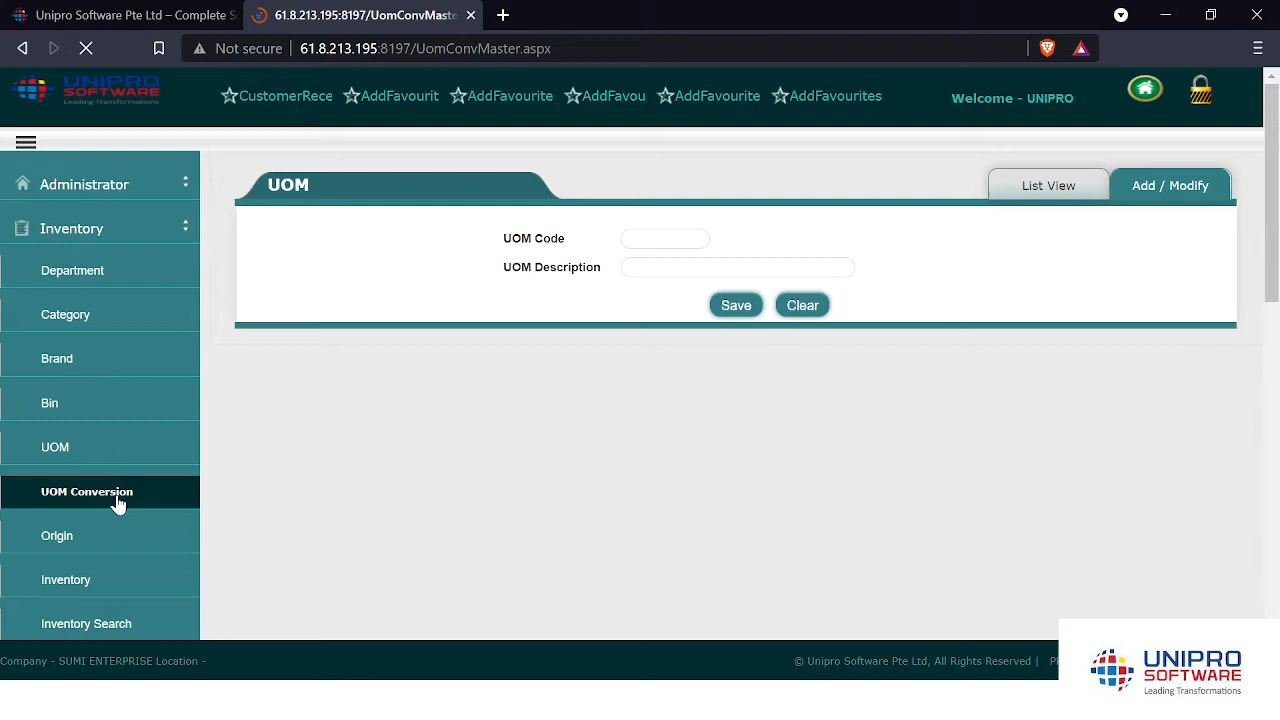 Unipro Software Pte Ltd – Complete S
61.8.213.195:8197/UomConvMaste
Not secure
61.8.213.195:8197/UomConvMaster.aspx
UNIPRO
SOFTWARE
Leading Transformations
CustomerRece
AddFavourit
AddFavourite
AddFavou
AddFavourite
AddFavourites
Welcome - UNIPRO
Administrator
Inventory
Department
Category
Brand
Bin
UOM
UOM Conversion
Origin
Inventory
Inventory Search
UOM
List View
Add / Modify
UOM Code
UOM Description
Save
Clear
Company - SUMI ENTERPRISE Location -
© Unipro Software Pte Ltd, All Rights Reserved |
UNIPRO
SOFTWARE
Leading Transformations